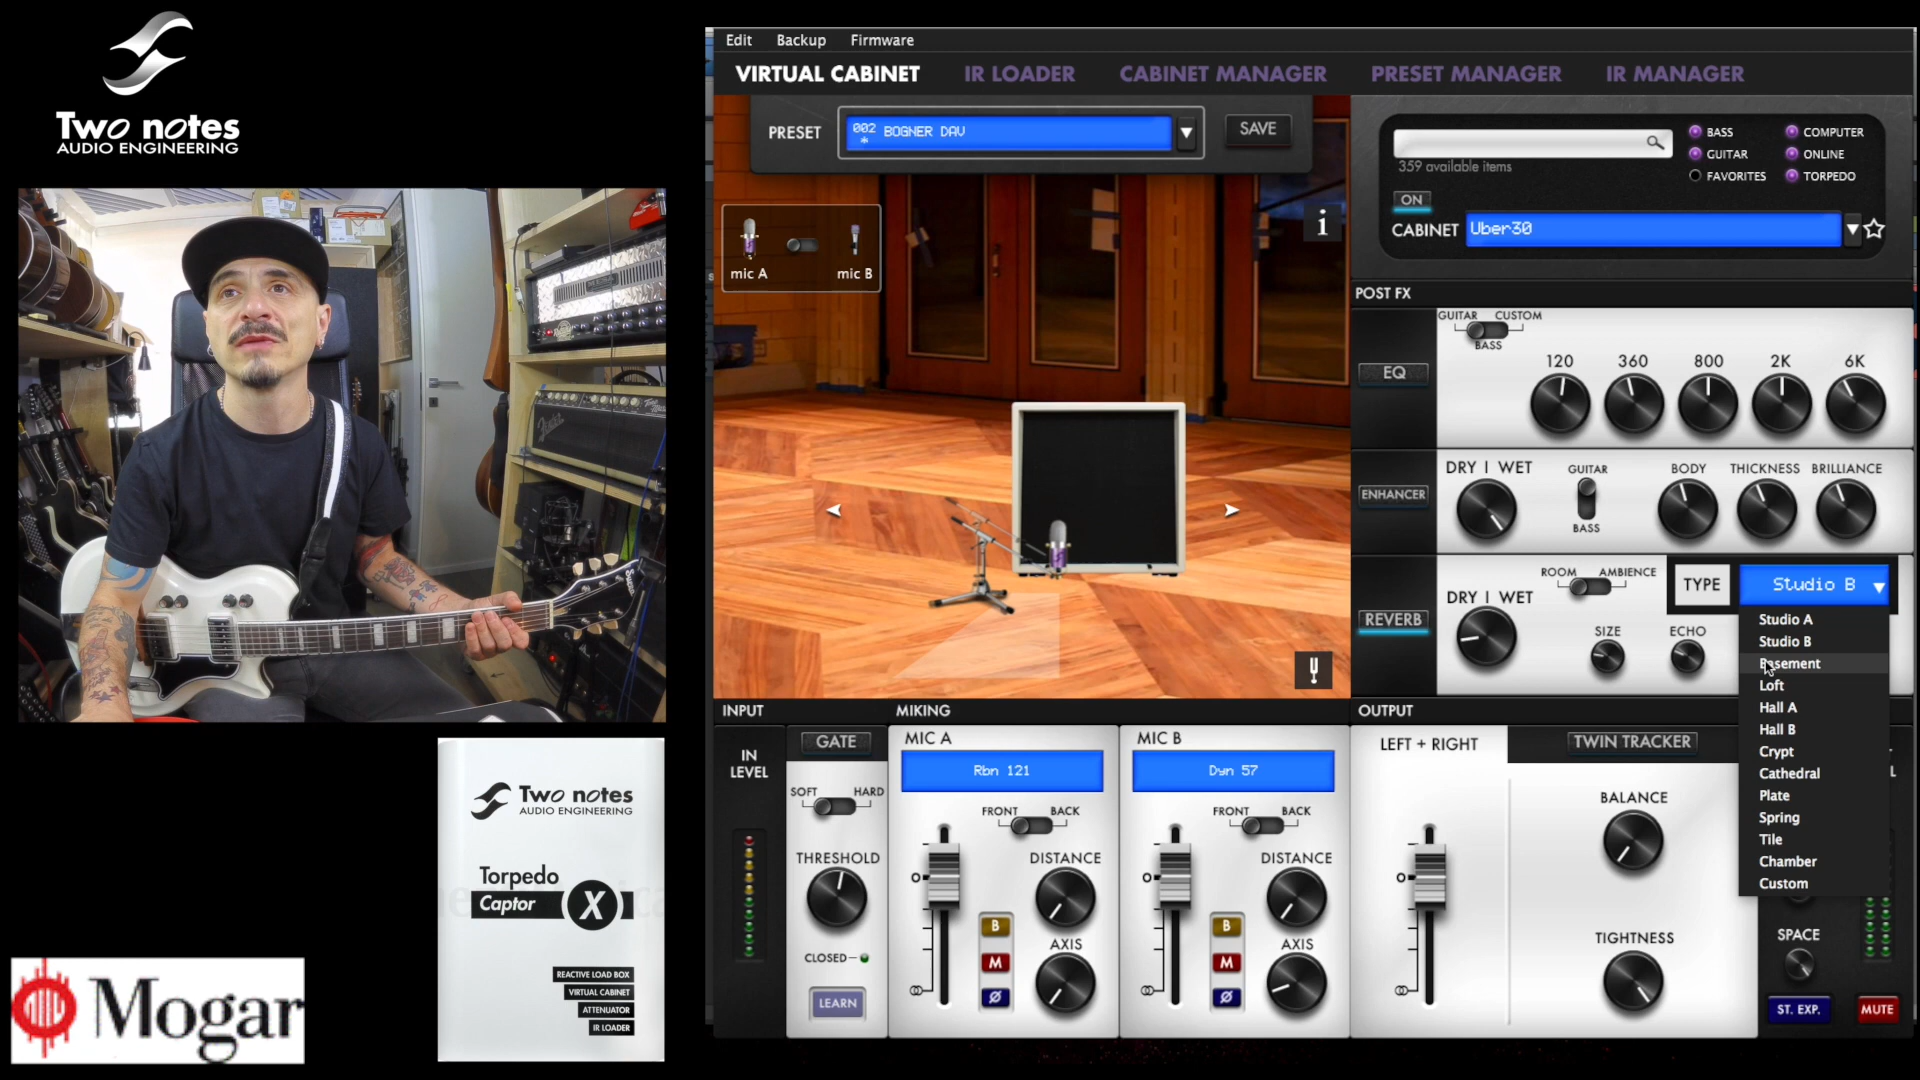 Two notes
AUDIO ENGINEERING
Two notes
AUDIO ENGINEERING
Torpedo
Captor X
REACTIVE LOAD BOX
VIRTUAL CABINET
ATTENUATOR
IR LOADER
Mogar
Edit Backup Firmware
VIRTUAL CABINET IR LOADER CABINET MANAGER PRESET MANAGER IR MANAGER
PRESET 002 BOGNER DAV * SAVE
mic A mic B
i
359 available items
BASS COMPUTER
GUITAR ONLINE
FAVORITES TORPEDO
ON
CABINET Uber30
POST FX
EQ
GUITAR CUSTOM
BASS
120 360 800 2K 6K
ENHANCER
DRY | WET
GUITAR
BASS
BODY THICKNESS BRILLIANCE
REVERB
DRY | WET
ROOM AMBIENCE
SIZE ECHO
TYPE Studio B
Studio A
Studio B
Basement
Loft
Hall A
Hall B
Crypt
Cathedral
Plate
Spring
Tile
Chamber
Custom
INPUT
IN
LEVEL
GATE
SOFT HARD
THRESHOLD
CLOSED
LEARN
MIKING
MIC A
Rbn 121
FRONT BACK
DISTANCE
B
AXIS
M
Ø
MIC B
Dyn 57
FRONT BACK
DISTANCE
B
AXIS
M
Ø
OUTPUT
LEFT + RIGHT
TWIN TRACKER
BALANCE
TIGHTNESS
SPACE
ST. EXP. MUTE